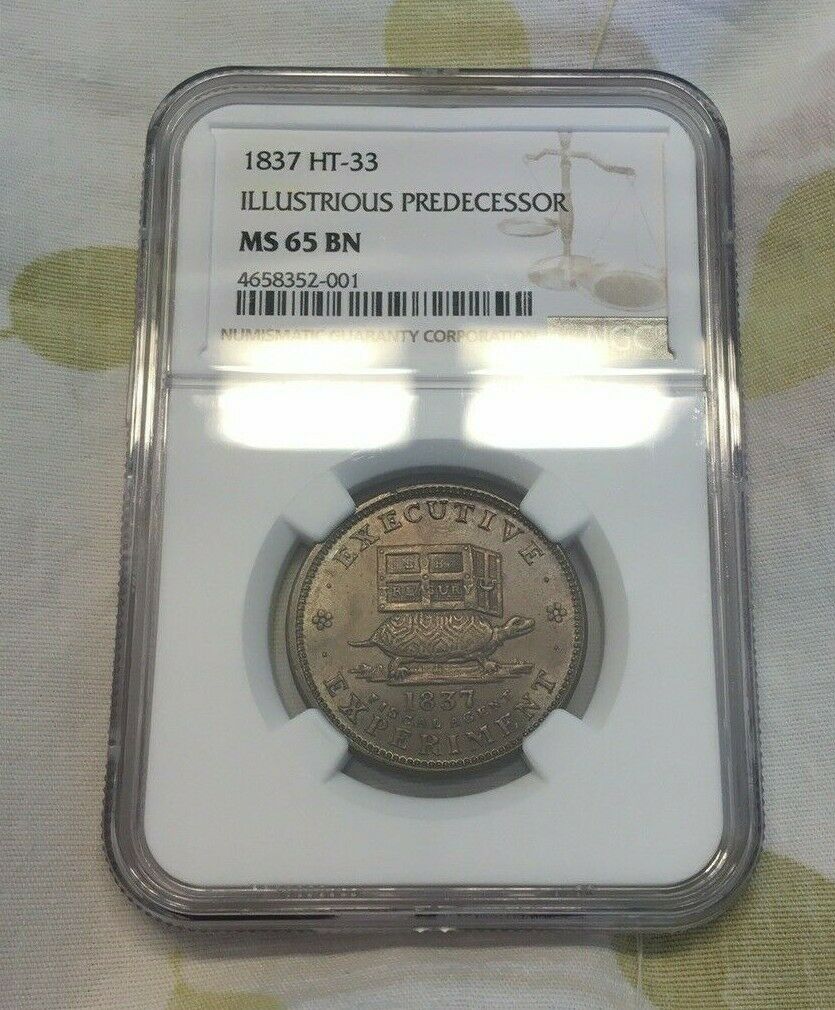 1837 HT-33
ILLUSTRIOUS PREDECESSOR
MS 65 BN
4658352-001
NUMISMATIC GUARANTY CORPORATION
NGC
EXECUTIVE
1837
FISCAL AGENT
EXPERIMENT